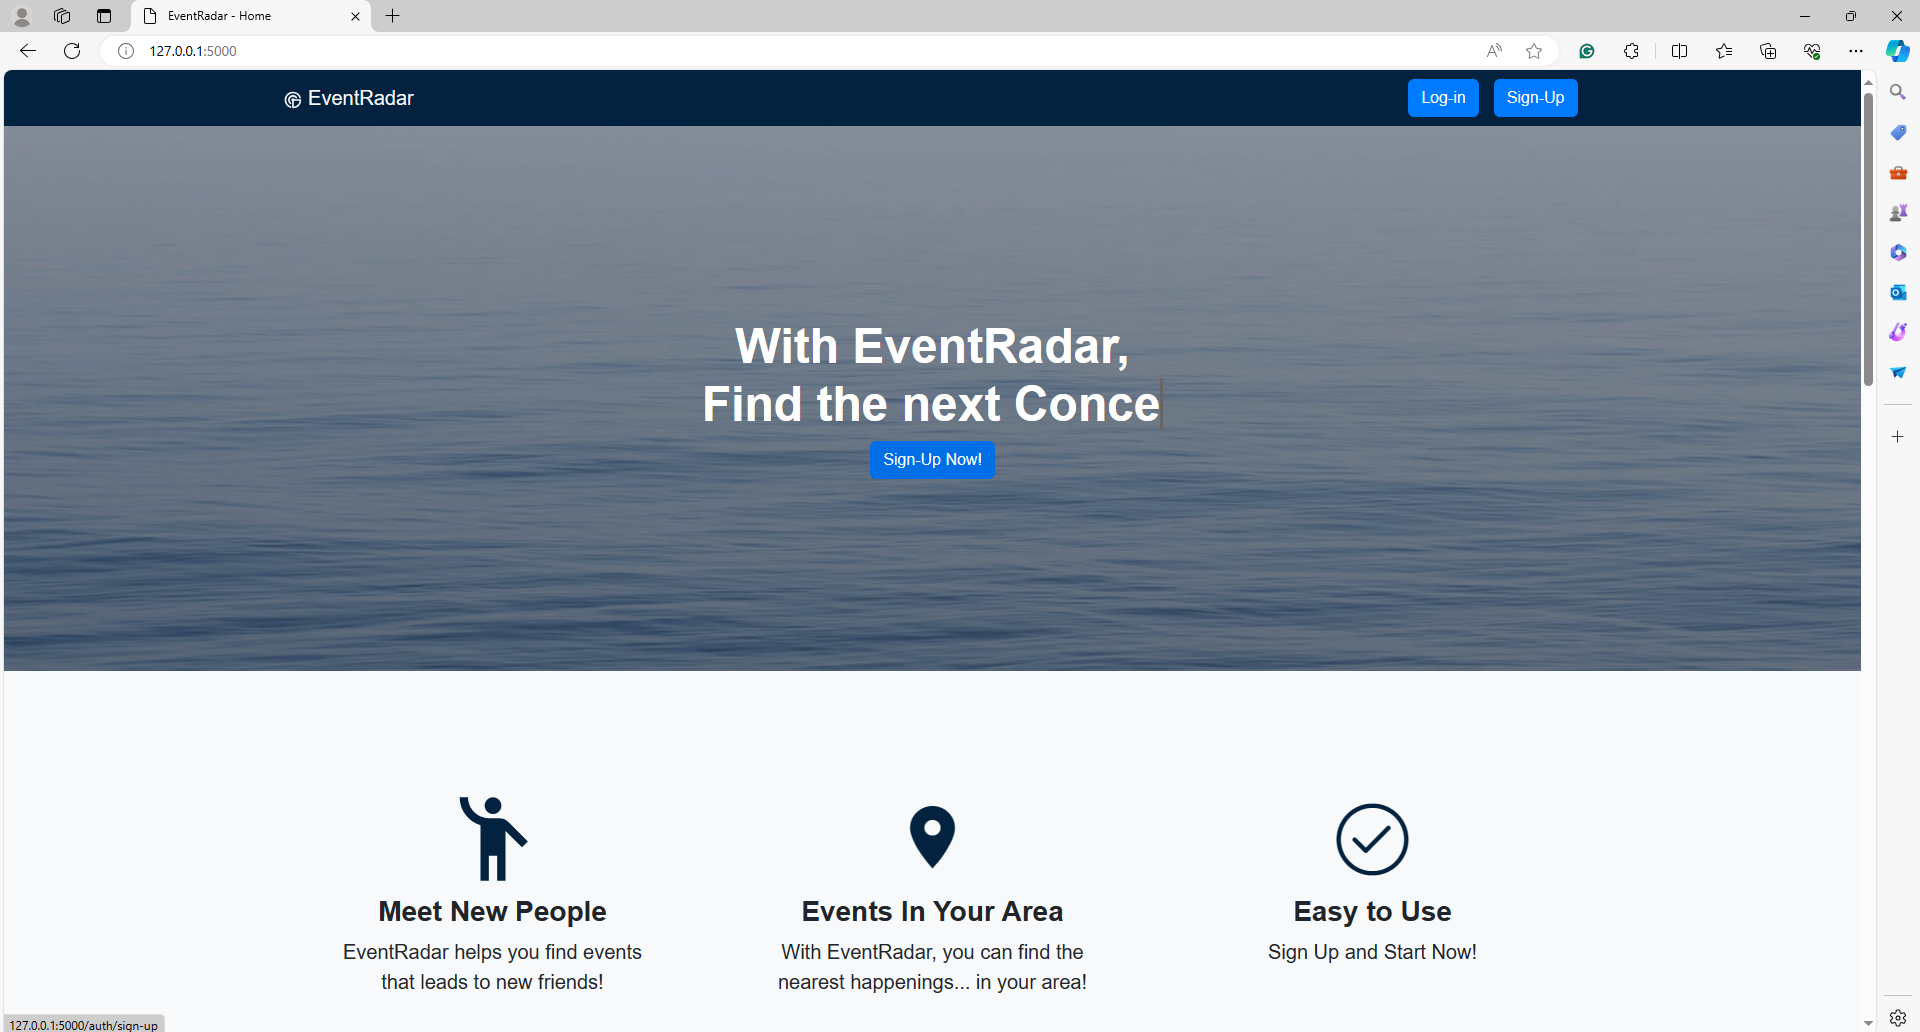 EventRadar - Home
127.0.0.1:5000
EventRadar
Log-in
Sign-Up
With EventRadar,
Find the next Conce
Sign-Up Now!
Meet New People
EventRadar helps you find events
that leads to new friends!
Events In Your Area
With EventRadar, you can find the
nearest happenings... in your area!
Easy to Use
Sign Up and Start Now!
127.0.0.1:5000/auth/sign-up